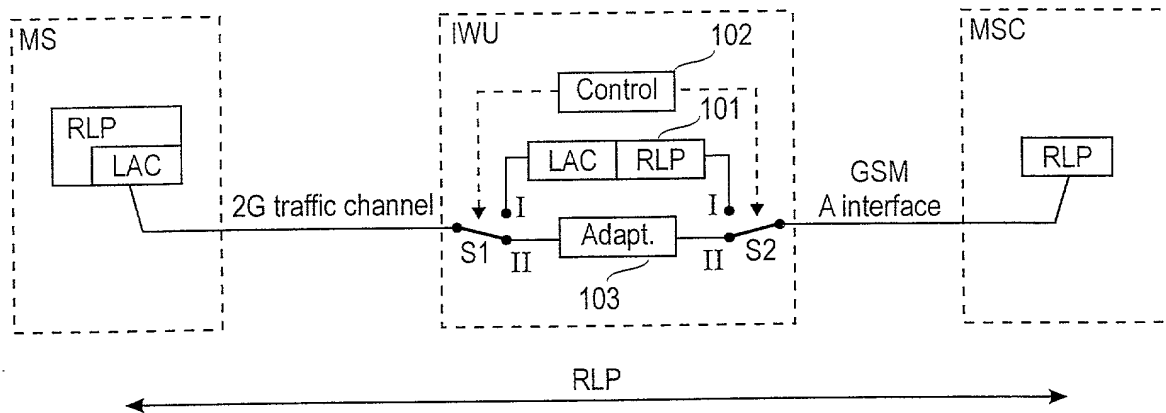 MS
IWU
MSC
102
Control
101
RLP
LAC
LAC
RLP
RLP
2G traffic channel
I
I
GSM
A interface
S1
II
Adapt.
II
S2
103
RLP